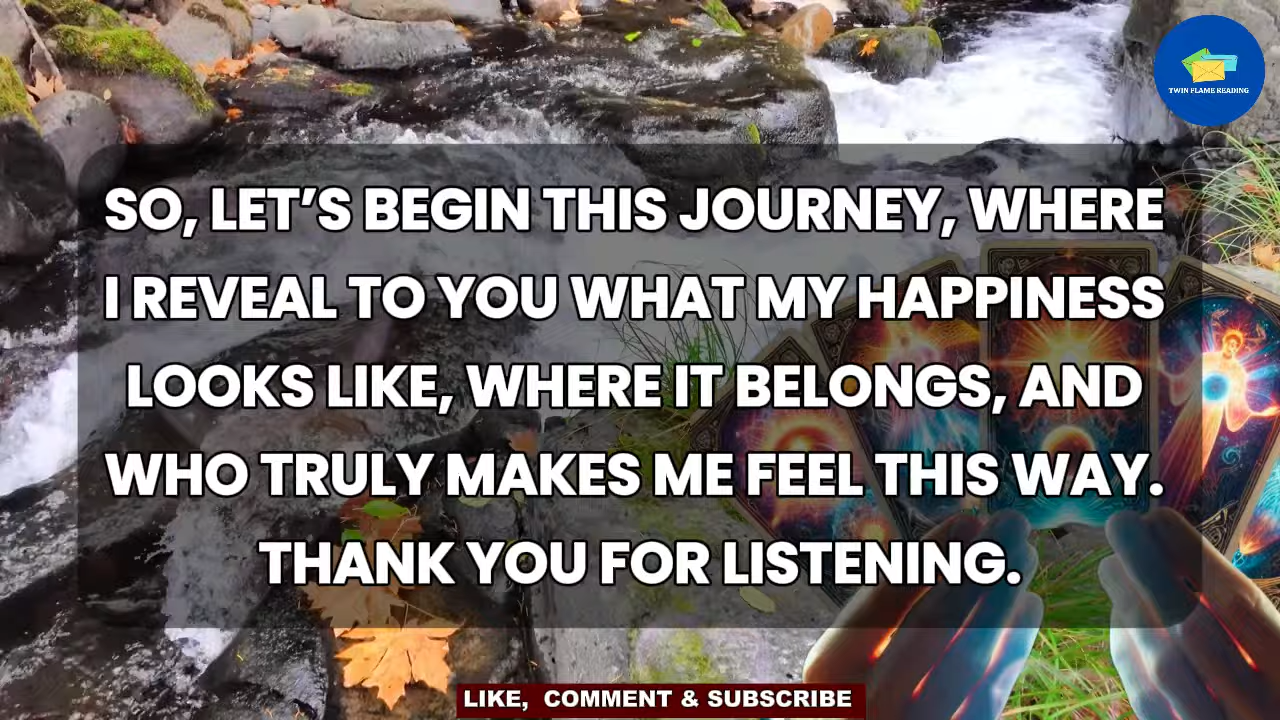 TWIN FLAME READING
SO, LET’S BEGIN THIS JOURNEY, WHERE
I REVEAL TO YOU WHAT MY HAPPINESS
LOOKS LIKE, WHERE IT BELONGS, AND
WHO TRULY MAKES ME FEEL THIS WAY.
THANK YOU FOR LISTENING.
LIKE, COMMENT & SUBSCRIBE